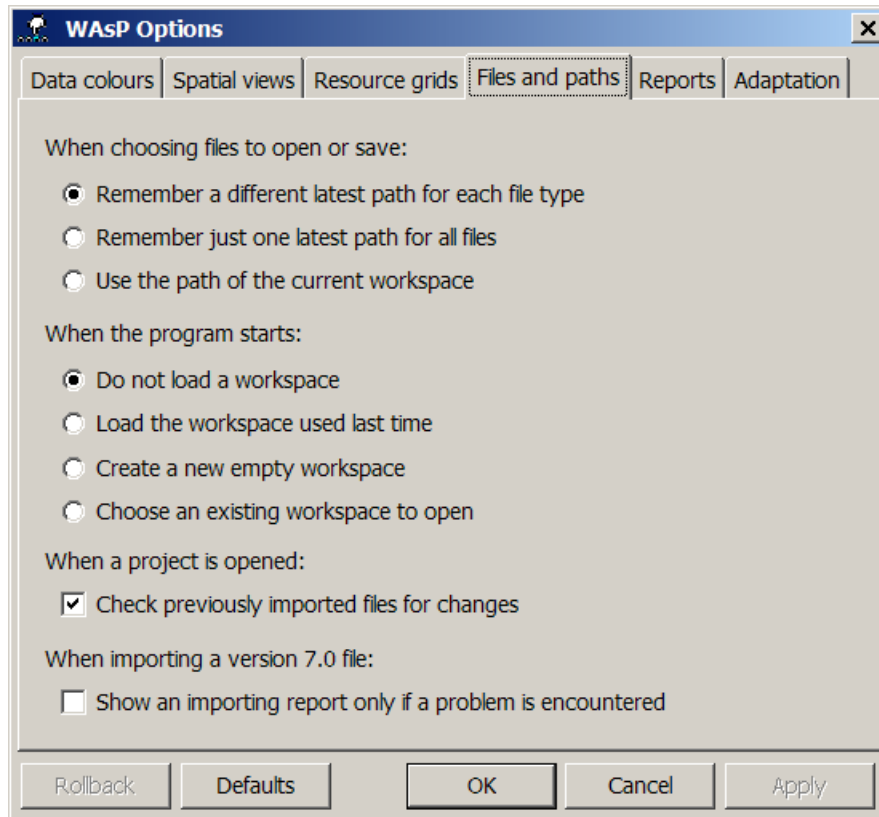 WAsP Options
Data colours Spatial views Resource grids Files and paths Reports Adaptation
When choosing files to open or save:
Remember a different latest path for each file type
Remember just one latest path for all files
Use the path of the current workspace
When the program starts:
Do not load a workspace
Load the workspace used last time
Create a new empty workspace
Choose an existing workspace to open
When a project is opened:
Check previously imported files for changes
When importing a version 7.0 file:
Show an importing report only if a problem is encountered
Rollback Defaults OK Cancel Apply